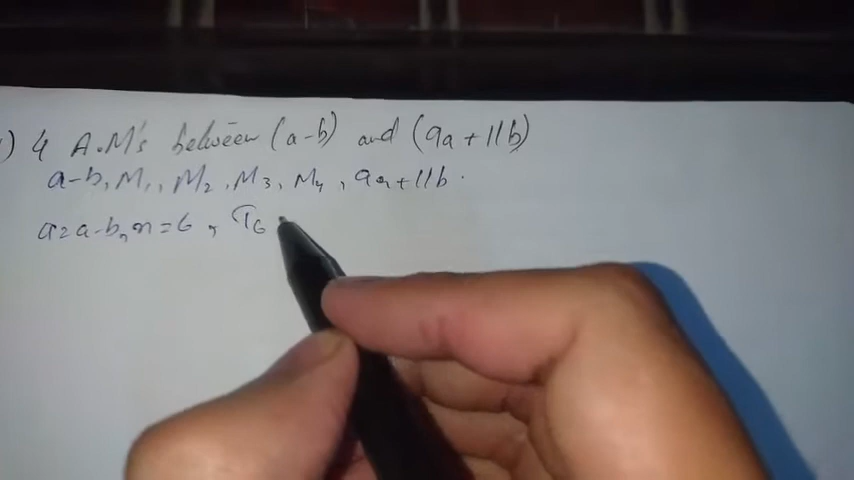 ) 4 A.M's between (a-b) and (9a+11b)
a-b, M₁, M₂, M₃, M₄, 9a+11b.
a=a-b, n=6, T₆